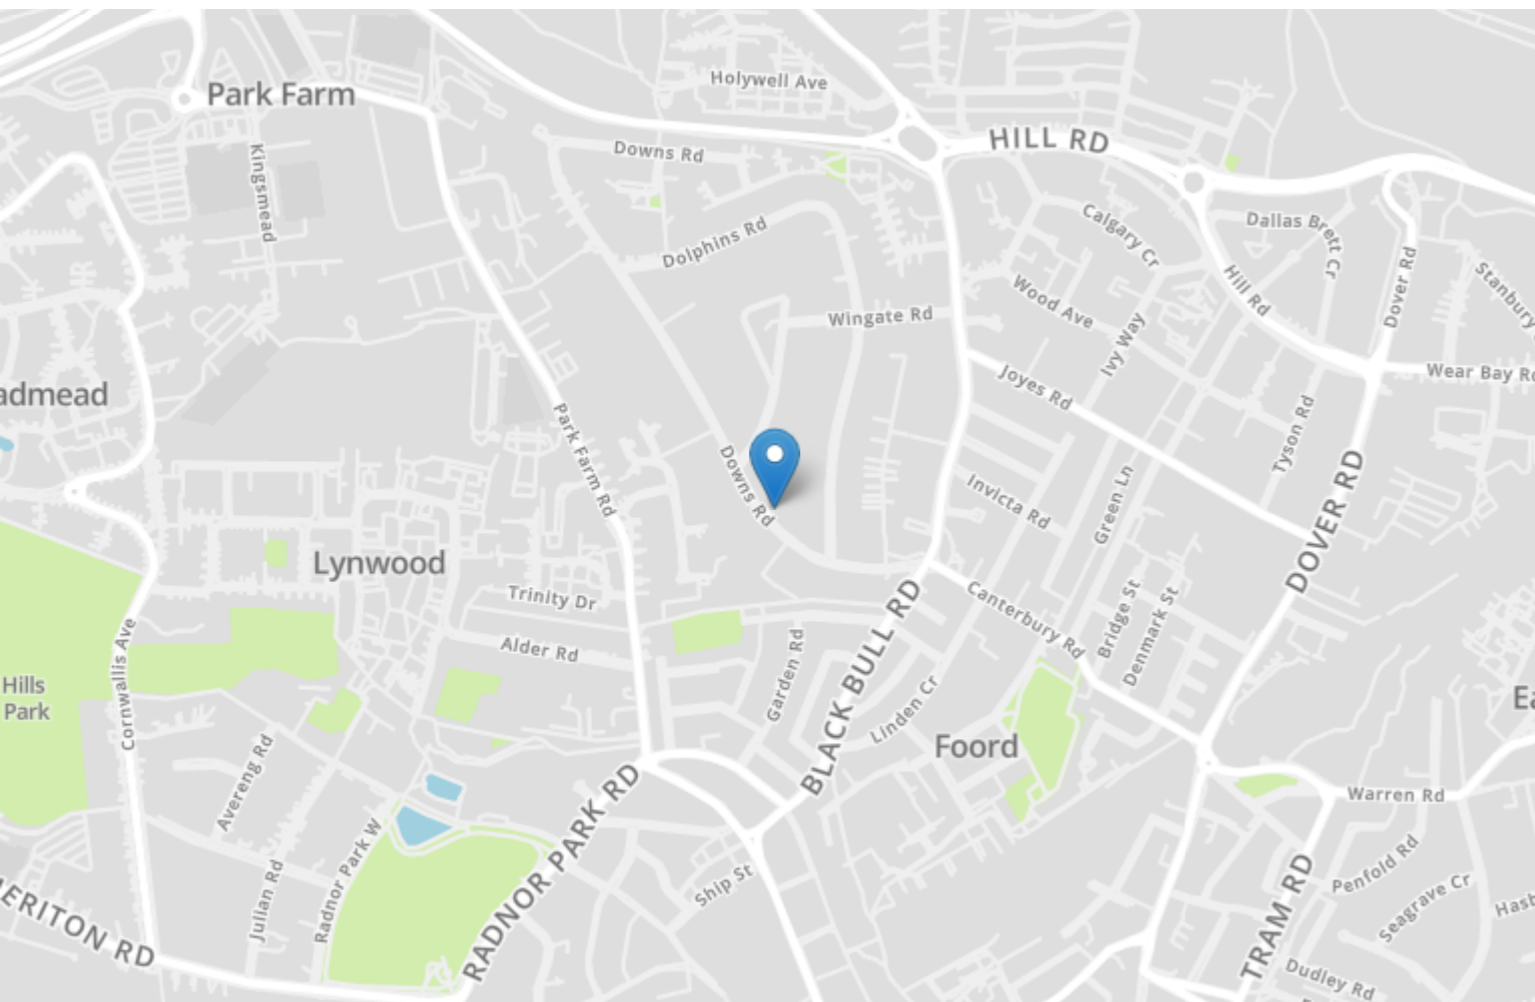 Holywell Ave
Park Farm
HILL RD
Downs Rd
Kingsmead
Calgary Cr
Dallas Brett Cr
Dolphins Rd
Dover Rd
Stanbury
Hill Rd
Wood Ave
Wingate Rd
Ivy Way
Wear Bay Rd
Joyes Rd
admead
Park Farm Rd
Tyson Rd
Downs Rd
Invicta Rd
Green Ln
DOVER RD
Lynwood
Trinity Dr
Canterbury Rd
Bridge St
Denmark St
Alder Rd
Cornwallis Ave
Garden Rd
BLACK BULL RD
Linden Cr
Hills
Park
Foord
Ea
Avereng Rd
RADNOR PARK RD
Warren Rd
Radnor Park W
Julian Rd
Ship St
Penfold Rd
Seagrave Cr
Hasb
ERITON RD
TRAM RD
Dudley Rd